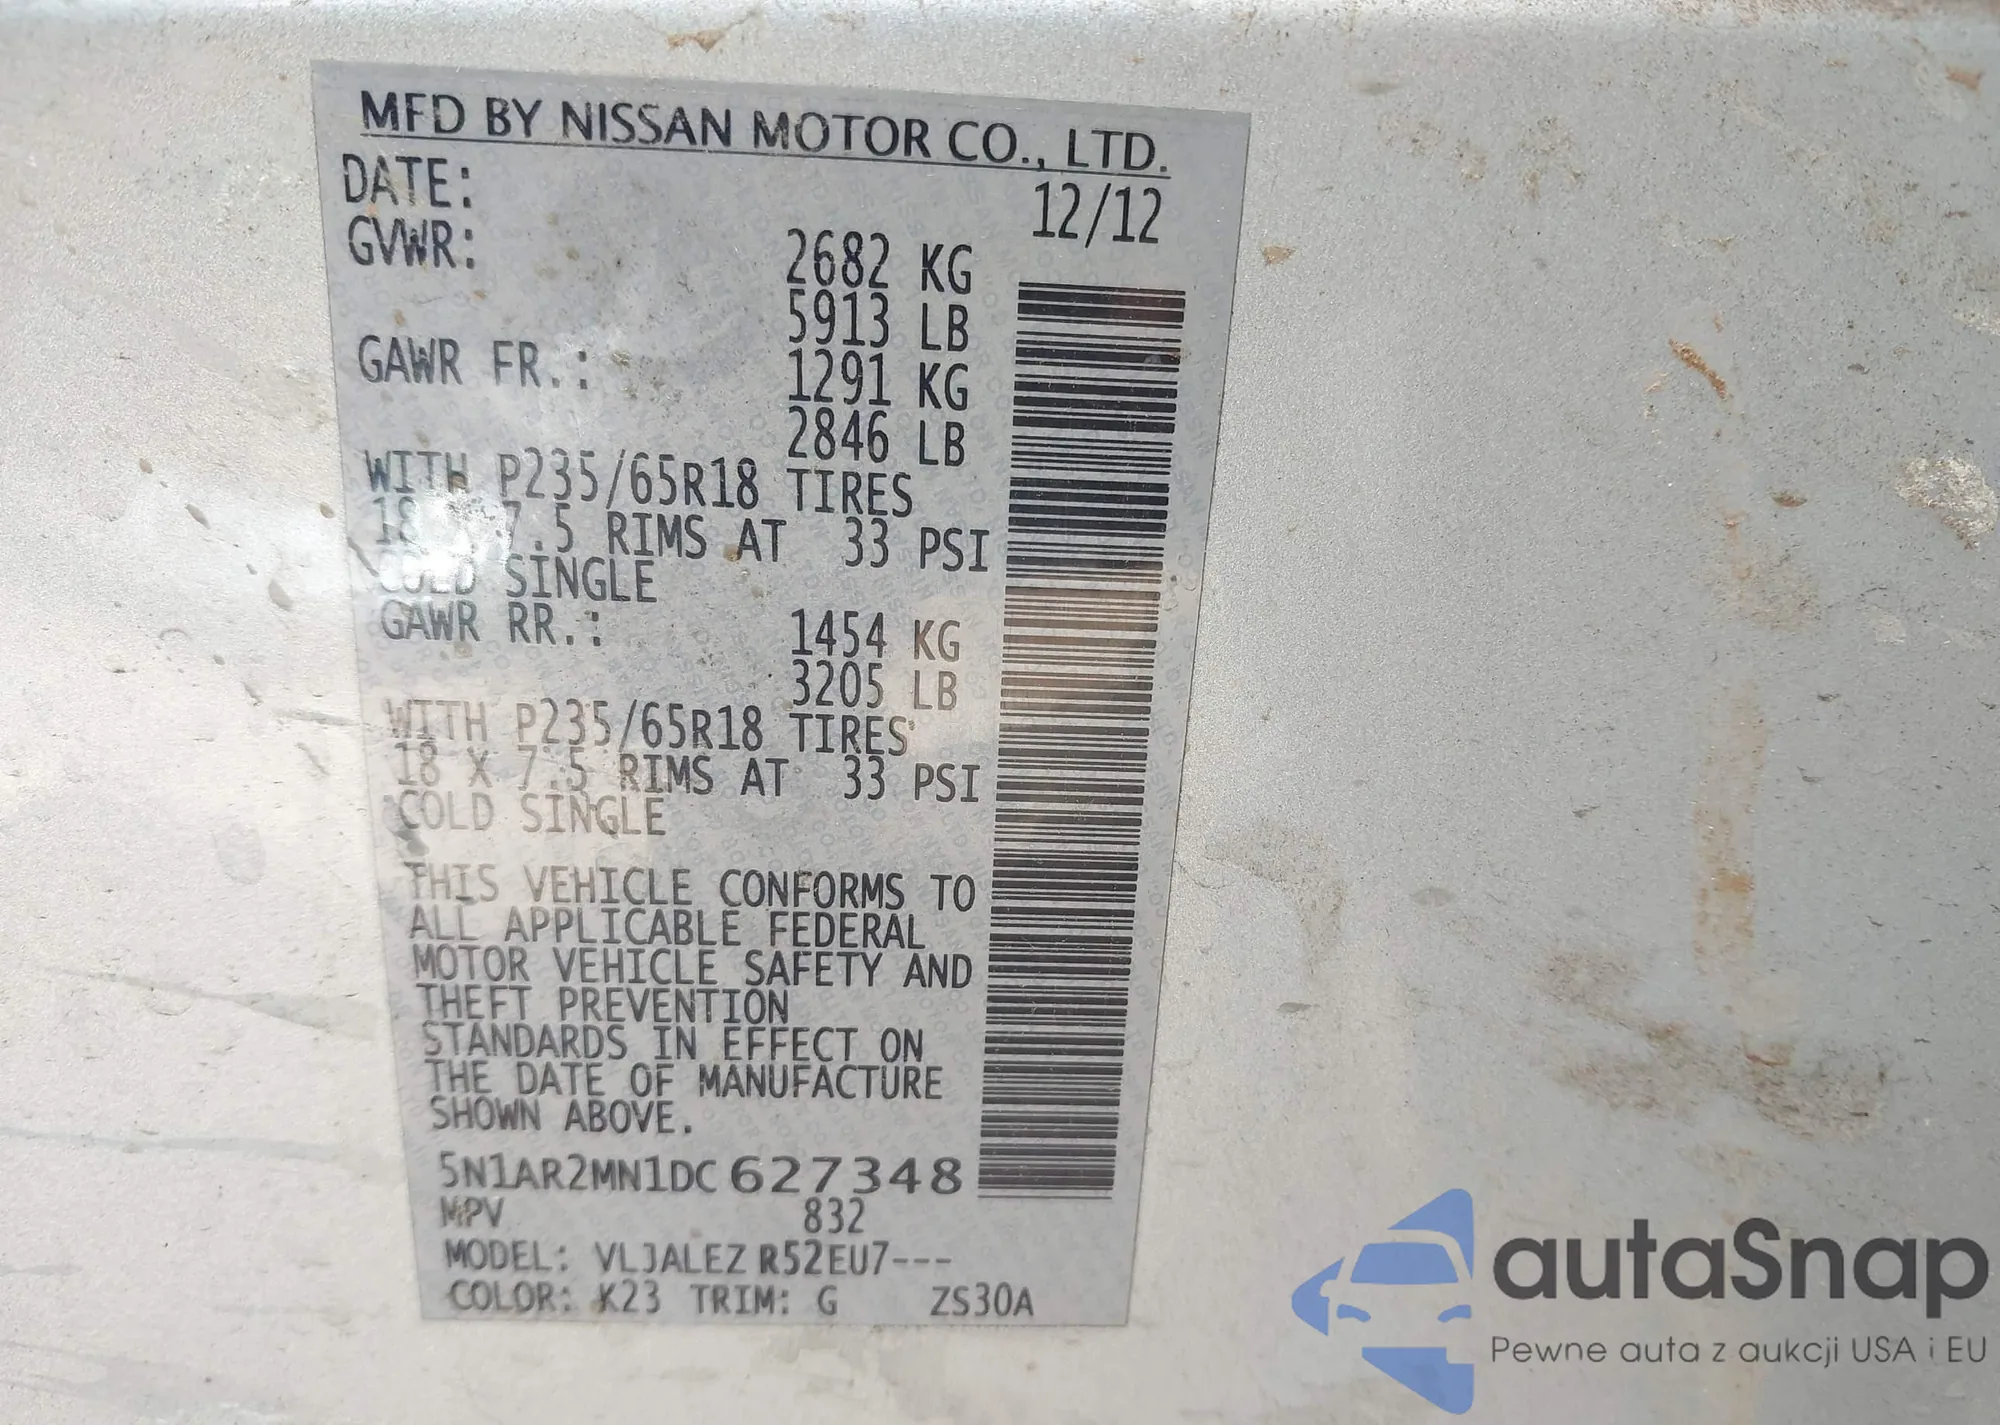 MFD BY NISSAN MOTOR CO., LTD.
DATE: 12/12
GVWR: 2682 KG
5913 LB
GAWR FR.: 1291 KG
2846 LB
WITH P235/65R18 TIRES
18 X 7.5 RIMS AT 33 PSI
COLD SINGLE
GAWR RR.: 1454 KG
3205 LB
WITH P235/65R18 TIRES
18 X 7.5 RIMS AT 33 PSI
COLD SINGLE
THIS VEHICLE CONFORMS TO
ALL APPLICABLE FEDERAL
MOTOR VEHICLE SAFETY AND
THEFT PREVENTION
STANDARDS IN EFFECT ON
THE DATE OF MANUFACTURE
SHOWN ABOVE.
5N1AR2MN1DC627348
MPV 832
MODEL: VLJALEZ R52EU7---
COLOR: K23 TRIM: G ZS30A
autaSnap
Pewne auta z aukcji USA i EU